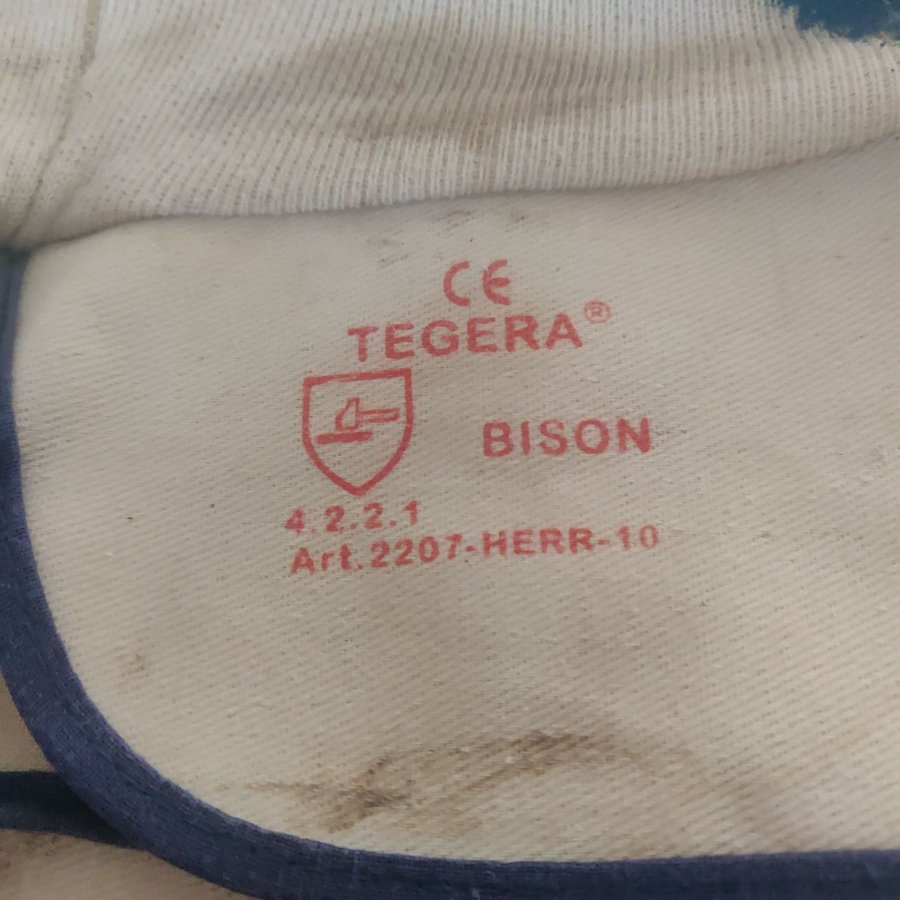 CE
TEGERA®
BISON
4.2.2.1
Art.2207-HERR-10